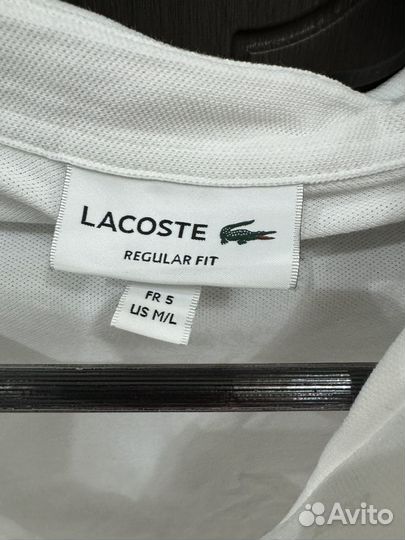 LACOSTE
REGULAR FIT
FR 5
US M/L
Avito